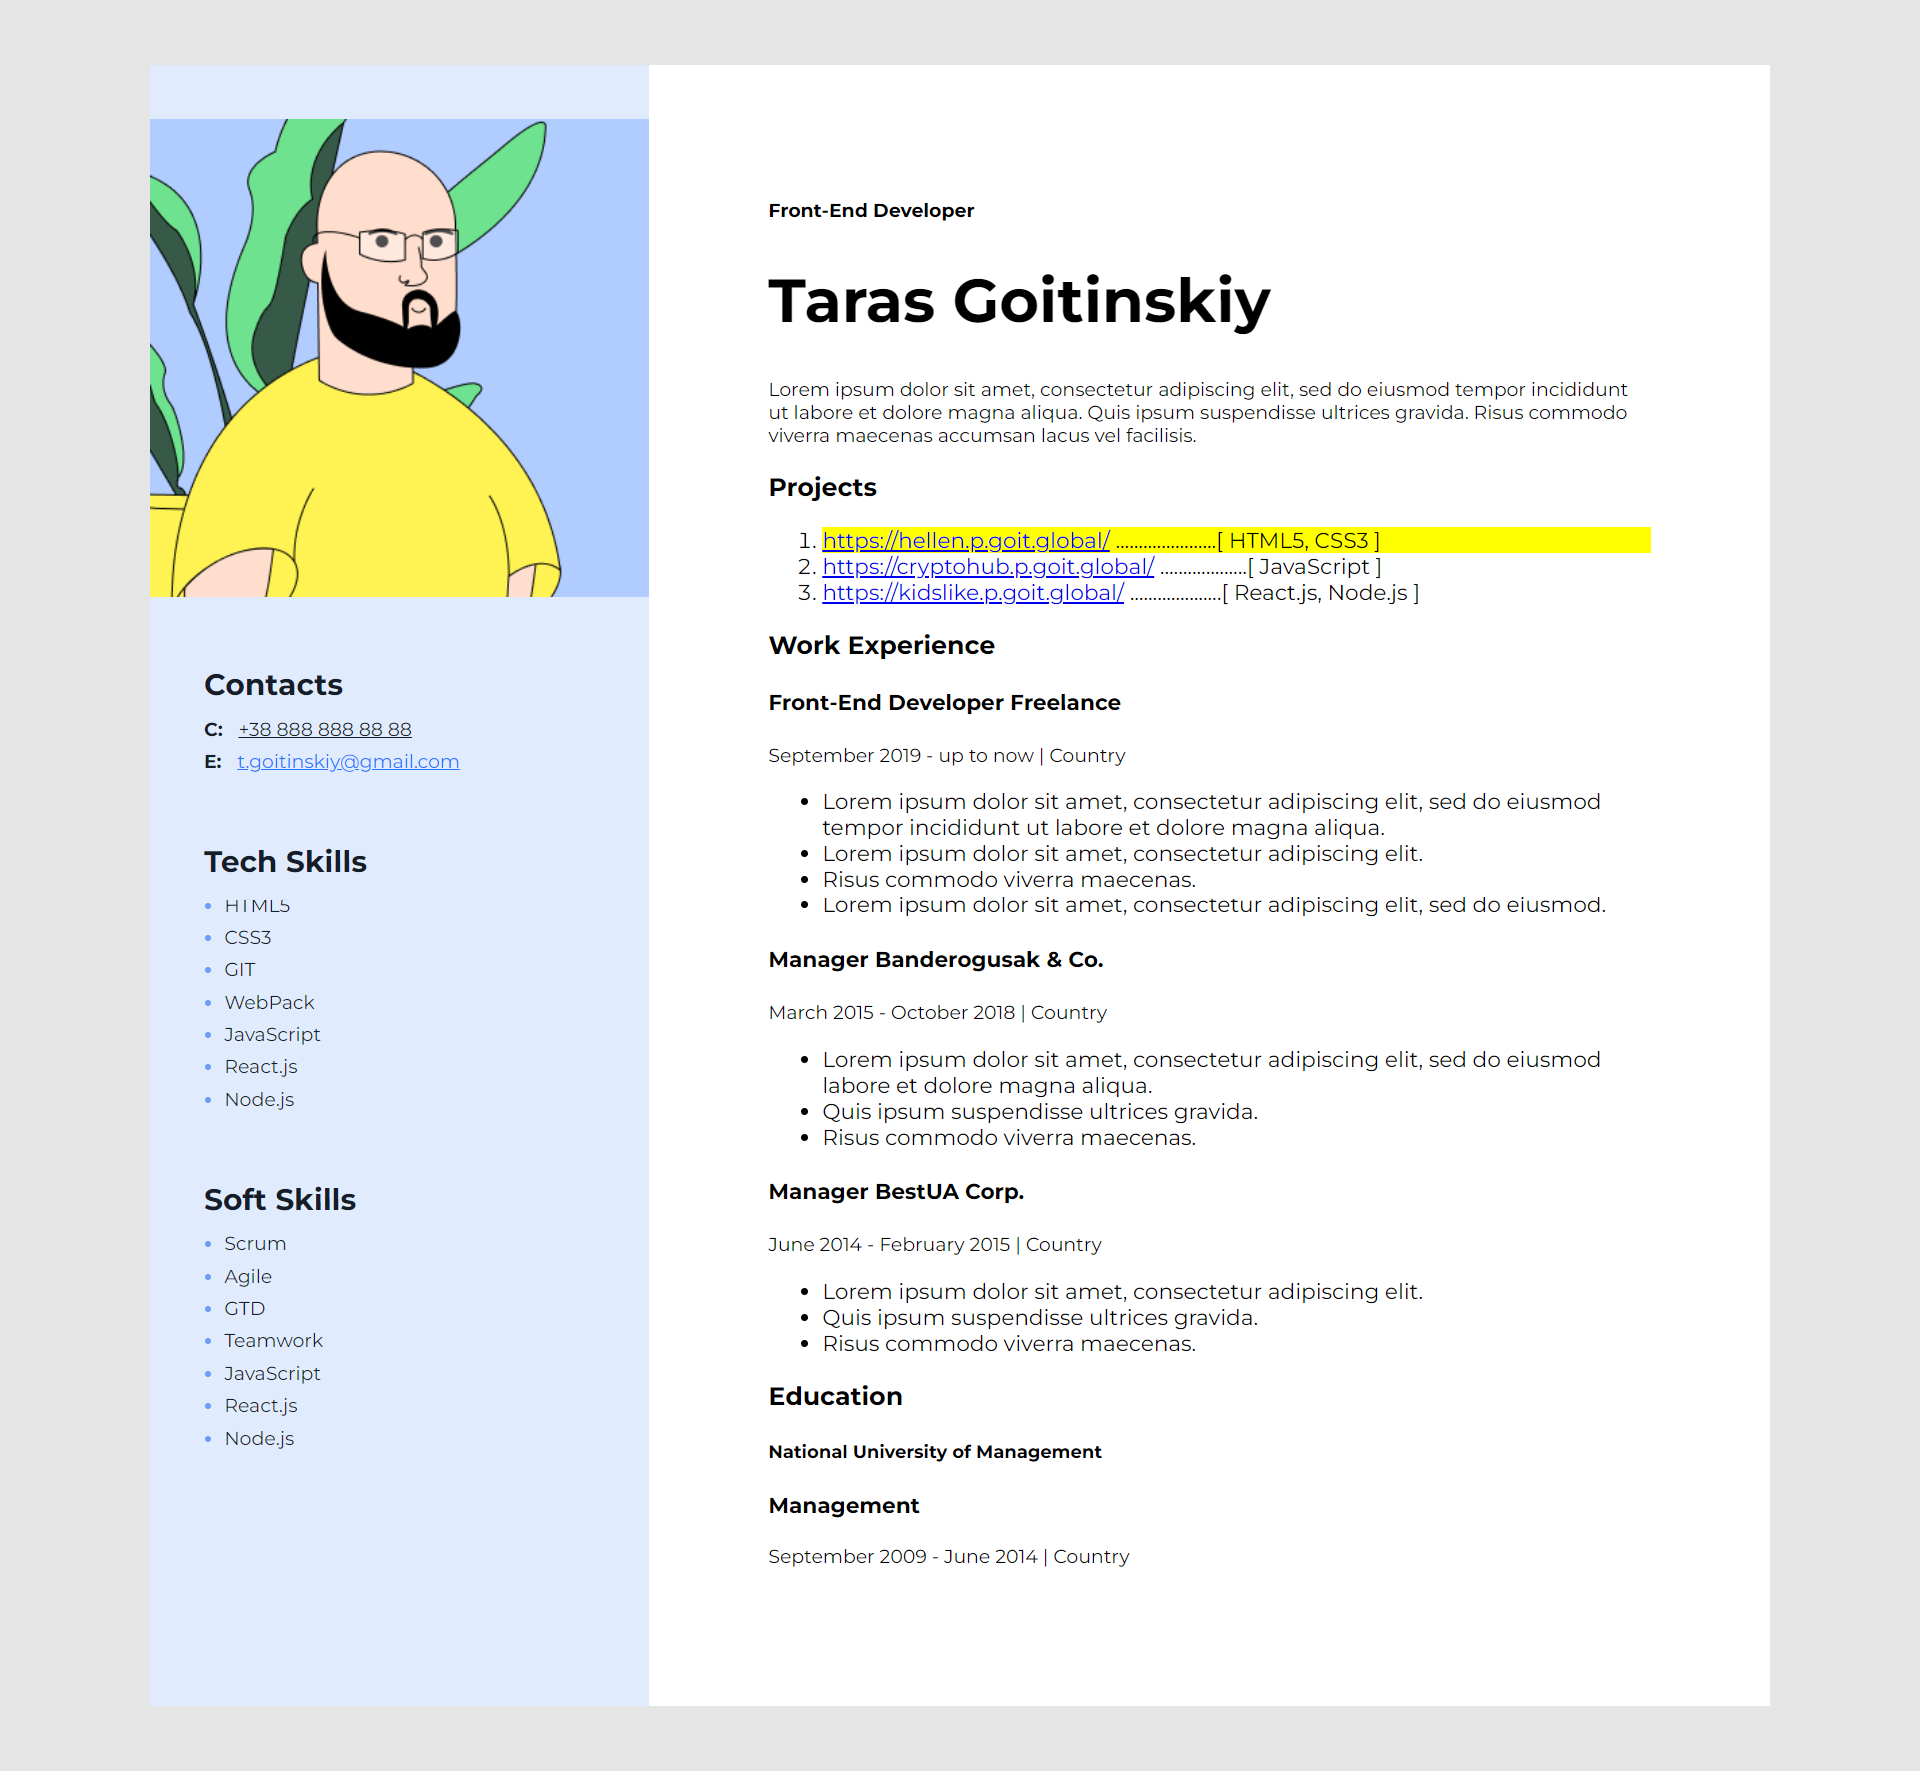 Contacts
C: +38 888 888 88 88
E: t.goitinskiy@gmail.com
Tech Skills
• HTML5
• CSS3
• GIT
• WebPack
• JavaScript
• React.js
• Node.js
Soft Skills
• Scrum
• Agile
• GTD
• Teamwork
• JavaScript
• React.js
• Node.js
Front-End Developer
Taras Goitinskiy
Lorem ipsum dolor sit amet, consectetur adipiscing elit, sed do eiusmod tempor incididunt
ut labore et dolore magna aliqua. Quis ipsum suspendisse ultrices gravida. Risus commodo
viverra maecenas accumsan lacus vel facilisis.
Projects
1. https://hellen.p.goit.global/ ......................[ HTML5, CSS3 ]
2. https://cryptohub.p.goit.global/ ...................[ JavaScript ]
3. https://kidslike.p.goit.global/ ....................[ React.js, Node.js ]
Work Experience
Front-End Developer Freelance
September 2019 - up to now | Country
• Lorem ipsum dolor sit amet, consectetur adipiscing elit, sed do eiusmod
tempor incididunt ut labore et dolore magna aliqua.
• Lorem ipsum dolor sit amet, consectetur adipiscing elit.
• Risus commodo viverra maecenas.
• Lorem ipsum dolor sit amet, consectetur adipiscing elit, sed do eiusmod.
Manager Banderogusak & Co.
March 2015 - October 2018 | Country
• Lorem ipsum dolor sit amet, consectetur adipiscing elit, sed do eiusmod
labore et dolore magna aliqua.
• Quis ipsum suspendisse ultrices gravida.
• Risus commodo viverra maecenas.
Manager BestUA Corp.
June 2014 - February 2015 | Country
• Lorem ipsum dolor sit amet, consectetur adipiscing elit.
• Quis ipsum suspendisse ultrices gravida.
• Risus commodo viverra maecenas.
Education
National University of Management
Management
September 2009 - June 2014 | Country